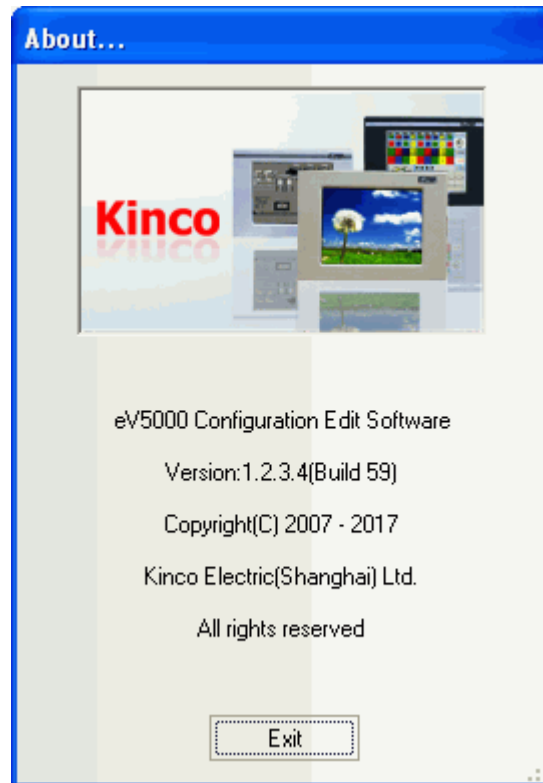 About...
Kinco
eV5000 Configuration Edit Software
Version:1.2.3.4(Build 59)
Copyright(C) 2007 - 2017
Kinco Electric(Shanghai) Ltd.
All rights reserved
Exit